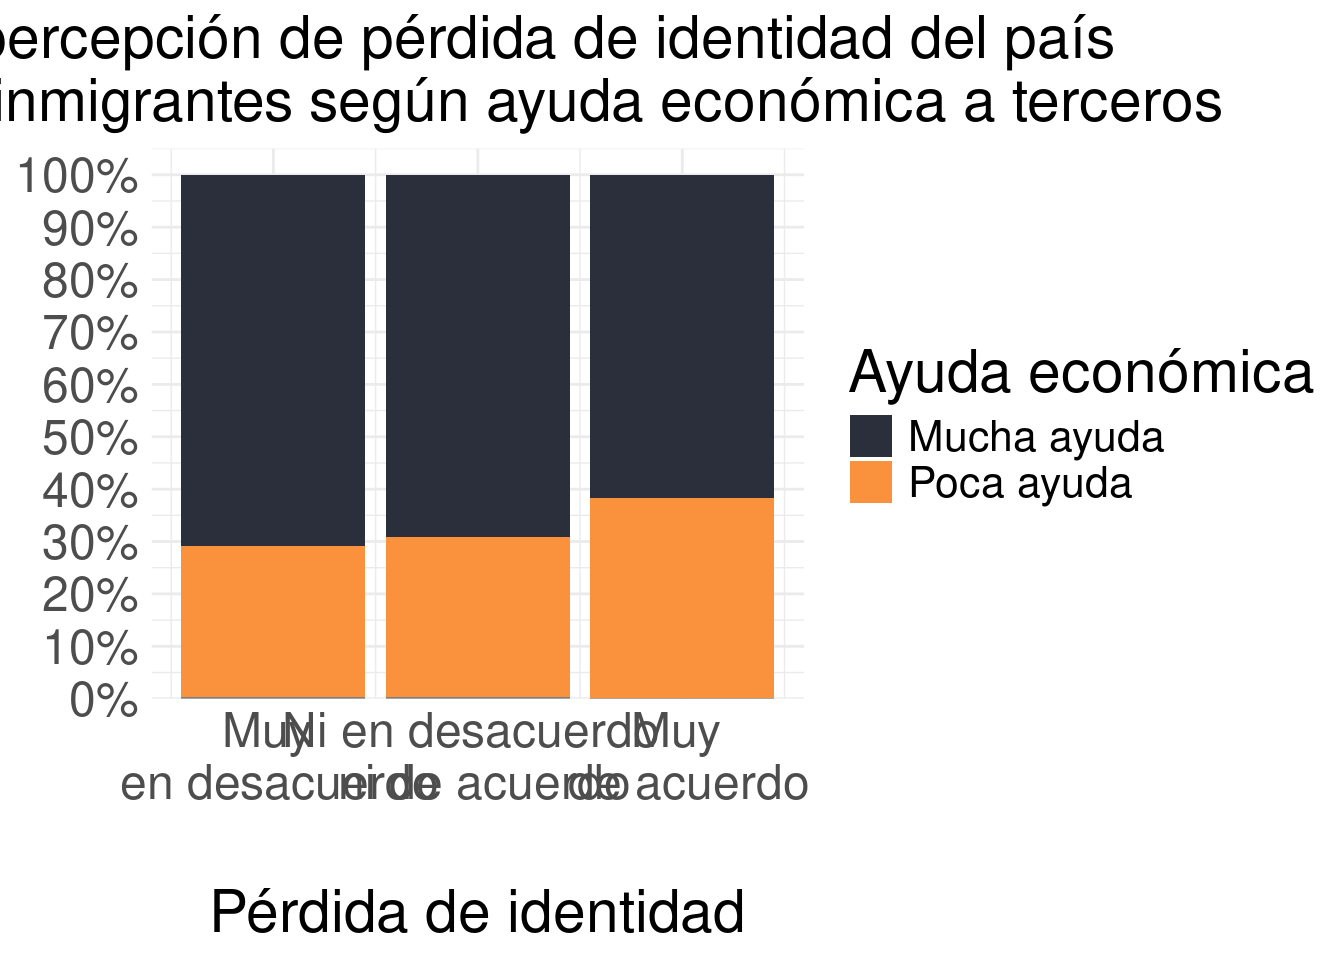 percepción de pérdida de identidad del país
inmigrantes según ayuda económica a terceros
100%
90%
80%
70%
60%
50%
40%
30%
20%
10%
0%
Ayuda económica
Mucha ayuda
Poca ayuda
Muy
en desacuerdo
Ni en desacuerdo
ni de acuerdo
Muy
de acuerdo
Pérdida de identidad